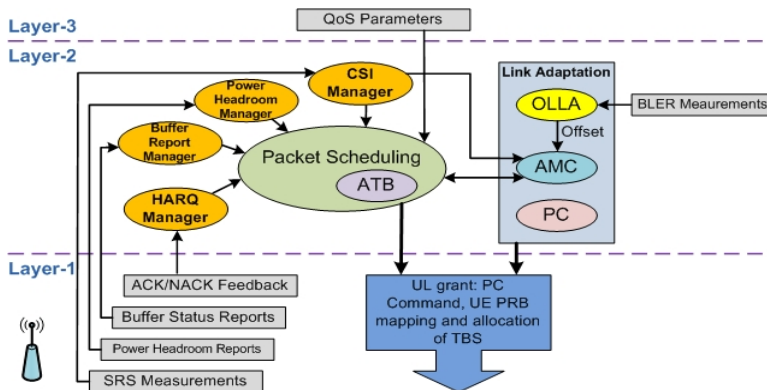 QoS Parameters
Layer-3
Layer-2
CSI
Manager
Link Adaptation
Power
Headroom
Manager
OLLA
BLER Meaurements
Offset
Buffer
Report
Manager
Packet Scheduling
AMC
ATB
HARQ
Manager
PC
Layer-1
ACK/NACK Feedback
UL grant: PC
Command, UE PRB
mapping and allocation
of TBS
Buffer Status Reports
Power Headroom Reports
SRS Measurements